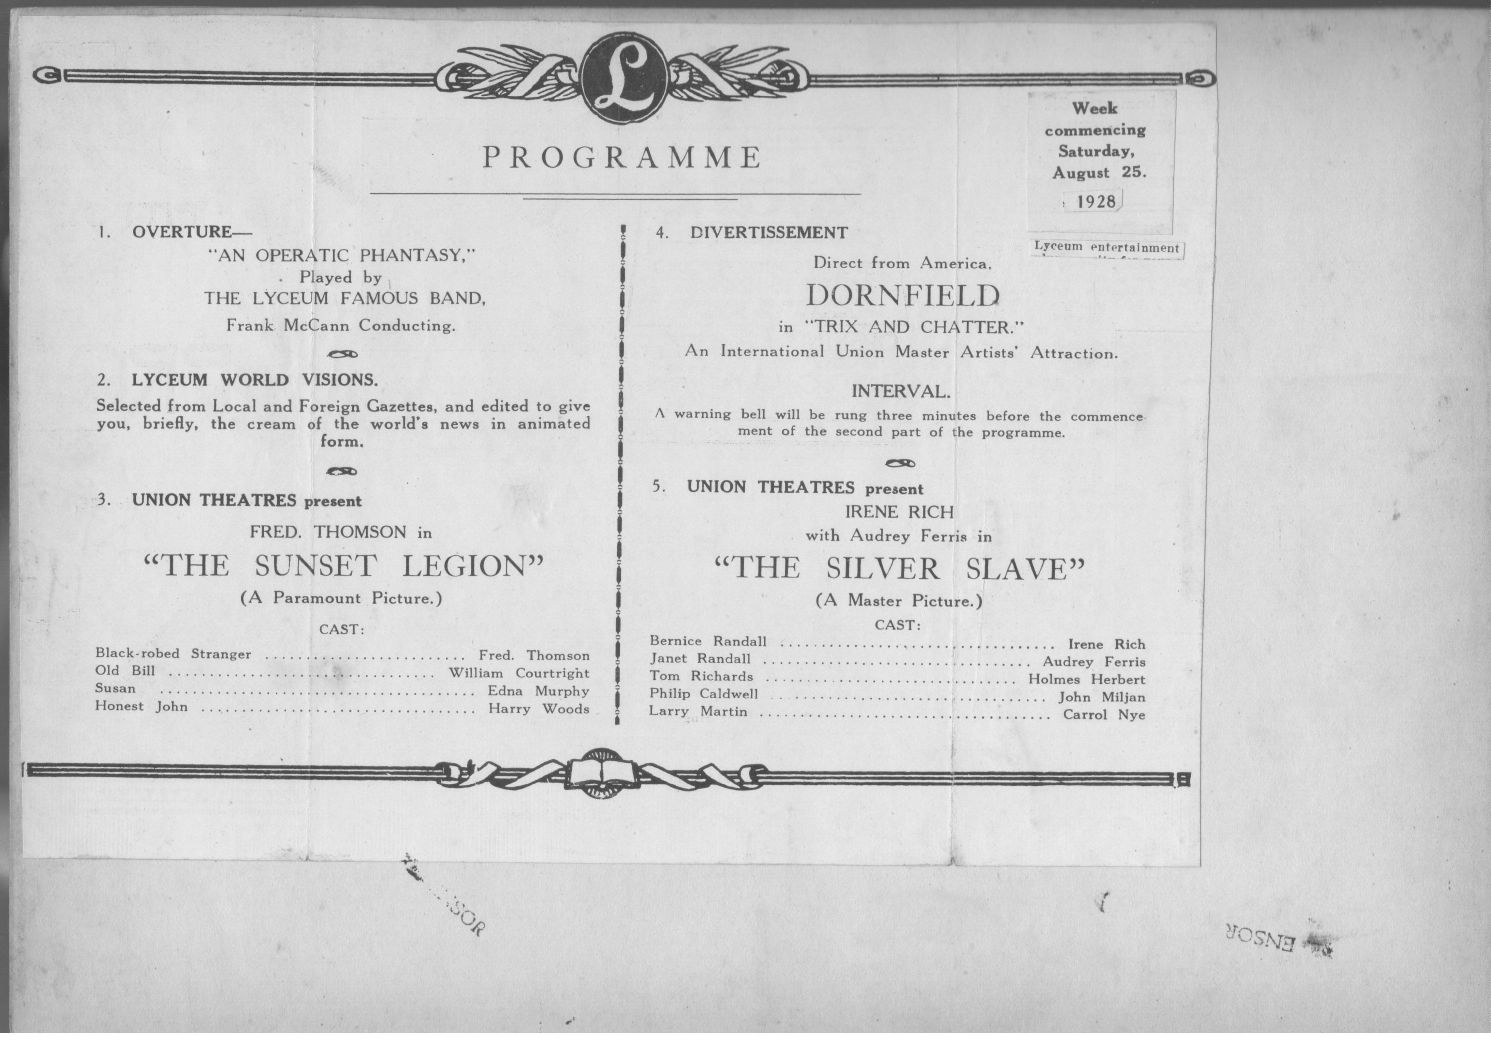 L
PROGRAMME
Week
commencing
Saturday,
August 25.
1928
Lyceum entertainment
1. OVERTURE—
"AN OPERATIC PHANTASY,"
Played by
THE LYCEUM FAMOUS BAND,
Frank McCann Conducting.
2. LYCEUM WORLD VISIONS.
Selected from Local and Foreign Gazettes, and edited to give
you, briefly, the cream of the world's news in animated
form.
3. UNION THEATRES present
FRED. THOMSON in
“THE SUNSET LEGION”
(A Paramount Picture.)
CAST:
Black-robed Stranger ........................ Fred. Thomson
Old Bill ................................ William Courtright
Susan ...................................... Edna Murphy
Honest John ................................. Harry Woods
4. DIVERTISSEMENT
Direct from America.
DORNFIELD
in "TRIX AND CHATTER."
An International Union Master Artists' Attraction.
INTERVAL.
A warning bell will be rung three minutes before the commence-
ment of the second part of the programme.
5. UNION THEATRES present
IRENE RICH
with Audrey Ferris in
“THE SILVER SLAVE”
(A Master Picture.)
CAST:
Bernice Randall .................................. Irene Rich
Janet Randall ................................. Audrey Ferris
Tom Richards ............................... Holmes Herbert
Philip Caldwell .................................. John Miljan
Larry Martin .................................... Carrol Nye
SOR
ENSOR